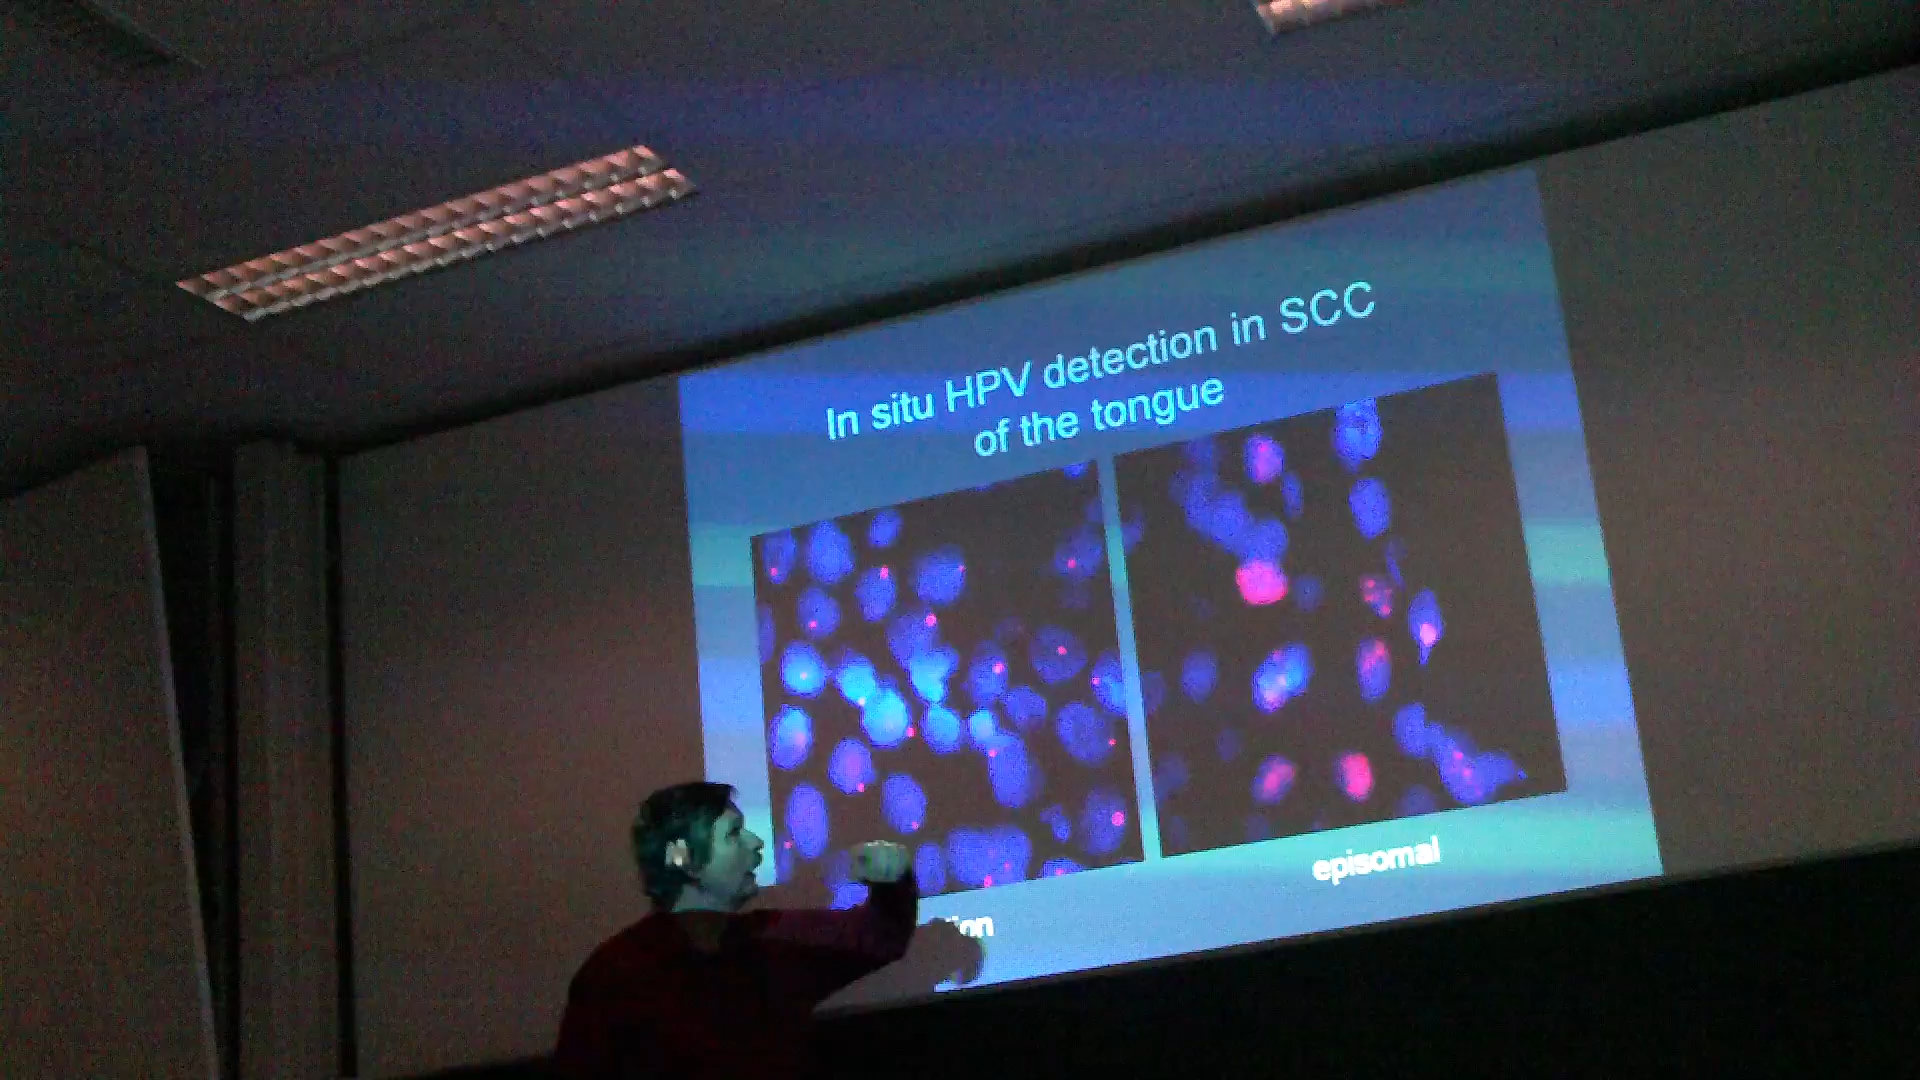 In situ HPV detection in SCC
of the tongue
episomal